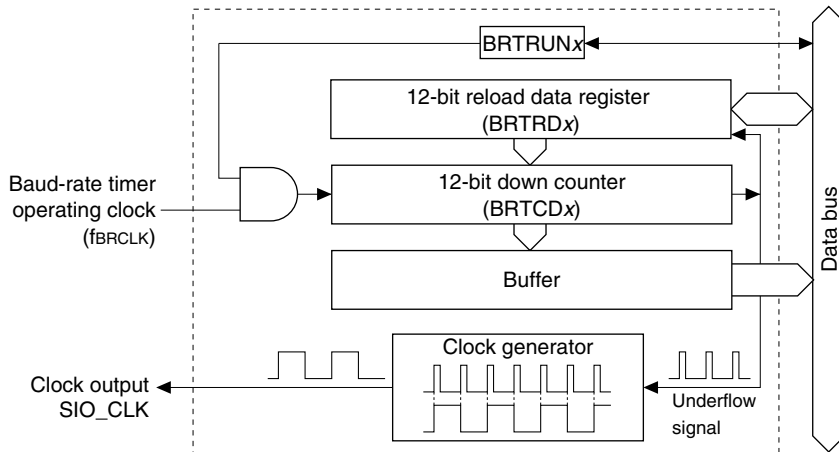 BRTRUNx
12-bit reload data register
(BRTRDx)
Baud-rate timer
operating clock
(fBRCLK)
12-bit down counter
(BRTCDx)
Buffer
Data bus
Clock generator
Clock output
SIO_CLK
Underflow
signal